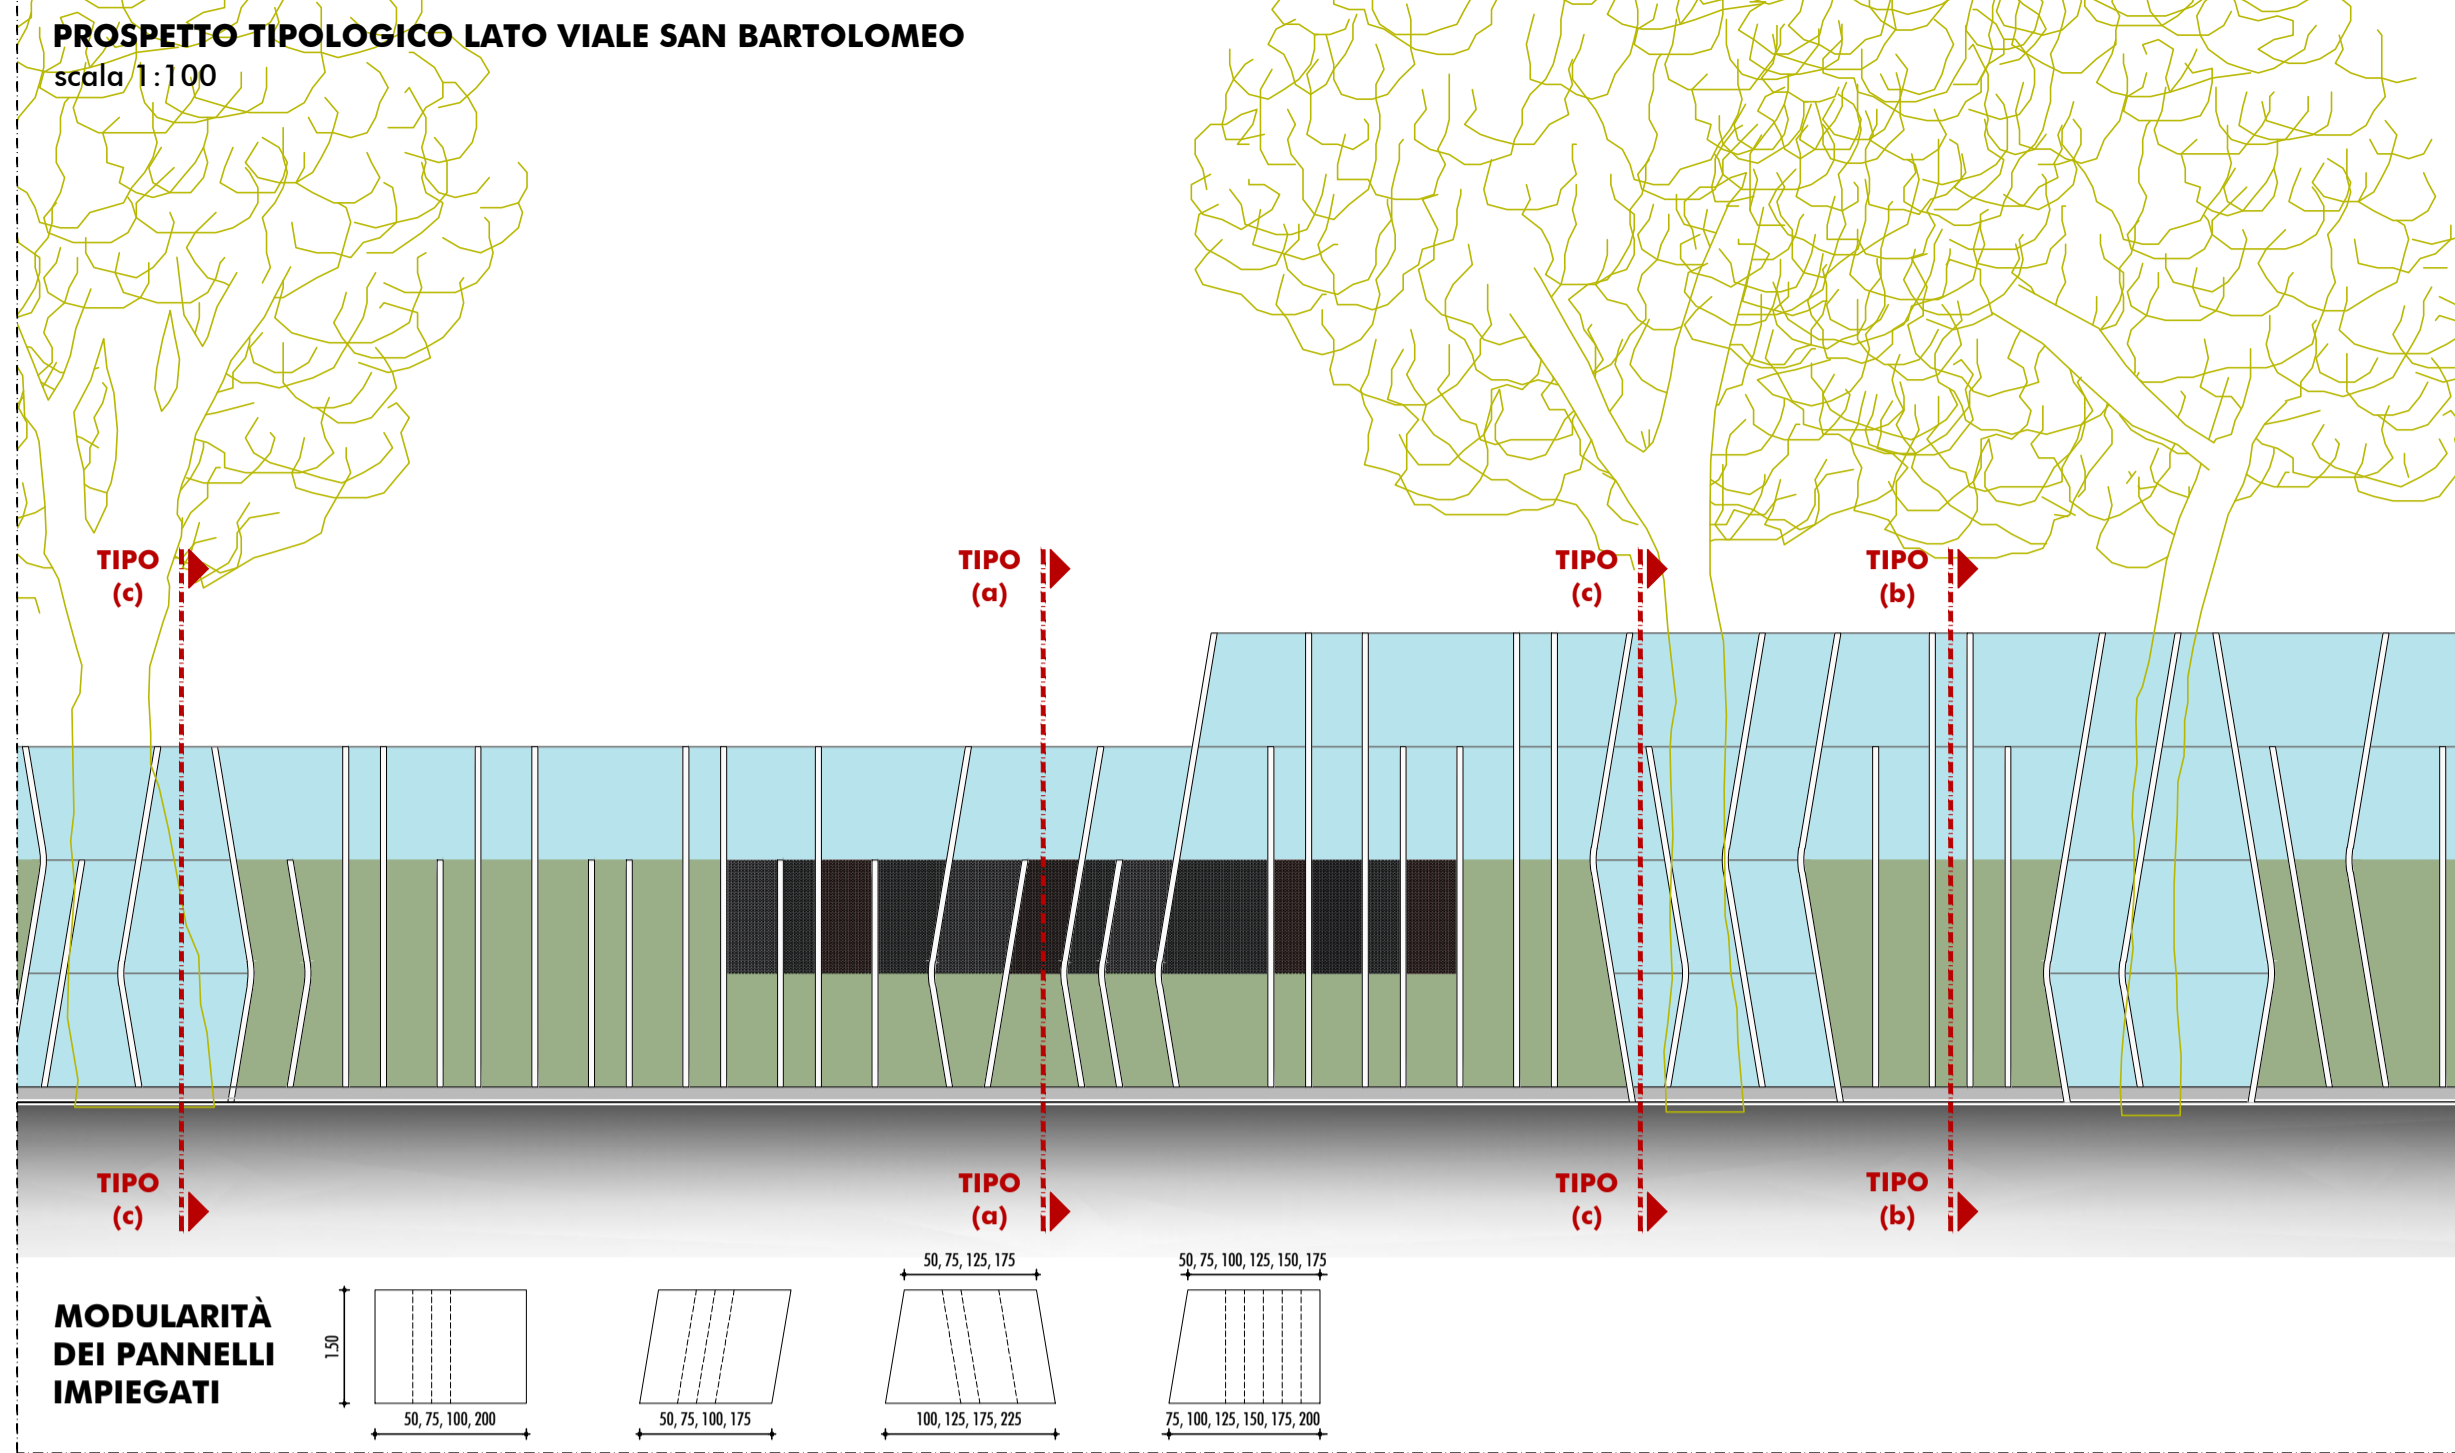 PROSPETTO TIPOLOGICO LATO VIALE SAN BARTOLOMEO
scala 1:100
TIPO
(c)
TIPO
(a)
TIPO
(c)
TIPO
(b)
TIPO
(c)
TIPO
(a)
TIPO
(c)
TIPO
(b)
MODULARITÀ
DEI PANNELLI
IMPIEGATI
1.50
50, 75, 100, 200
50, 75, 100, 175
50, 75, 125, 175
100, 125, 175, 225
50, 75, 100, 125, 150, 175
75, 100, 125, 150, 175, 200